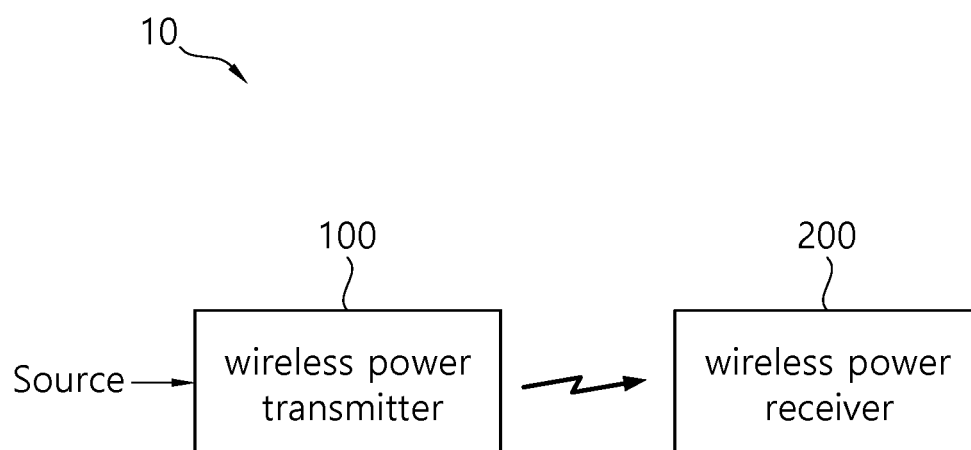 10
100
200
Source
wireless power
transmitter
wireless power
receiver